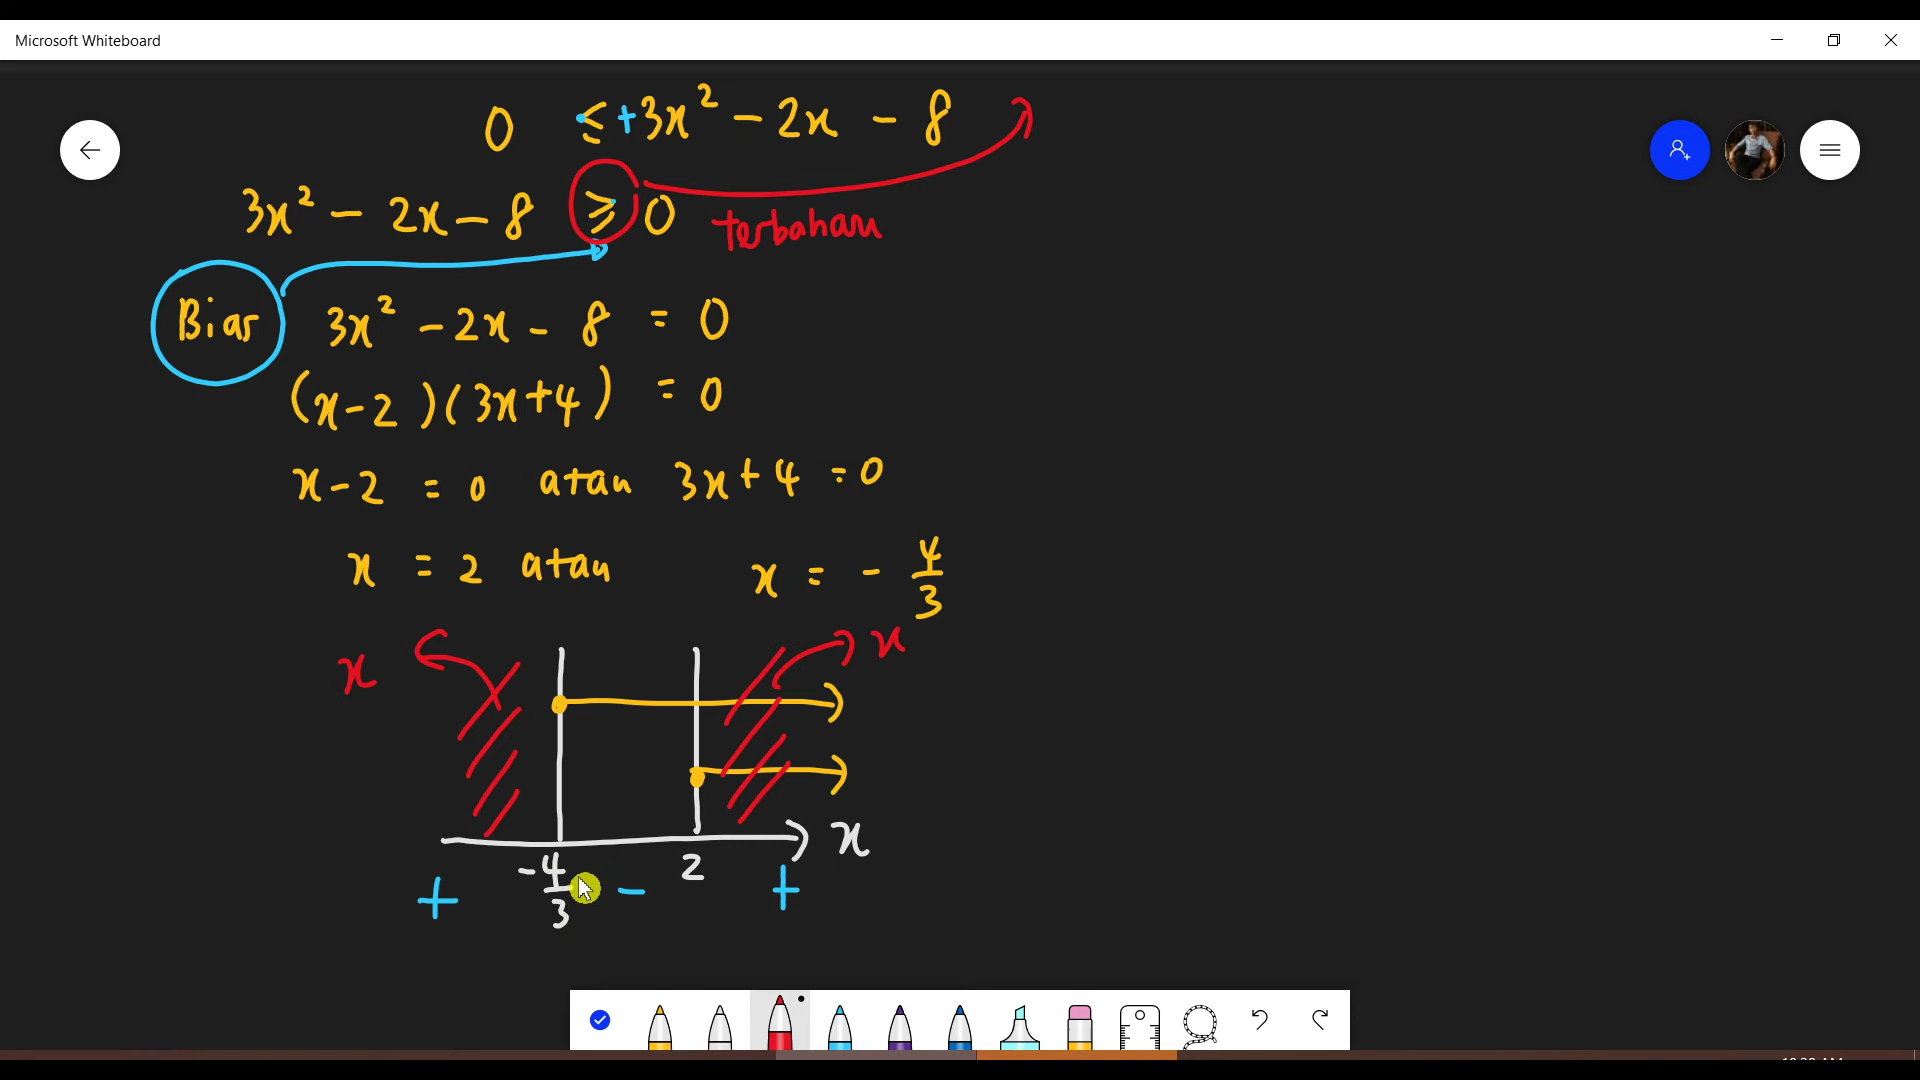 Microsoft Whiteboard
0 ≤ +3x² - 2x - 8
3x² - 2x - 8 ≥ 0 terbaham
Biar 3x² - 2x - 8 = 0
(x-2)(3x+4) = 0
x-2 = 0 atau 3x+4 = 0
x = 2 atau x = -4/3
x x
x
-4/3 2
+ - +